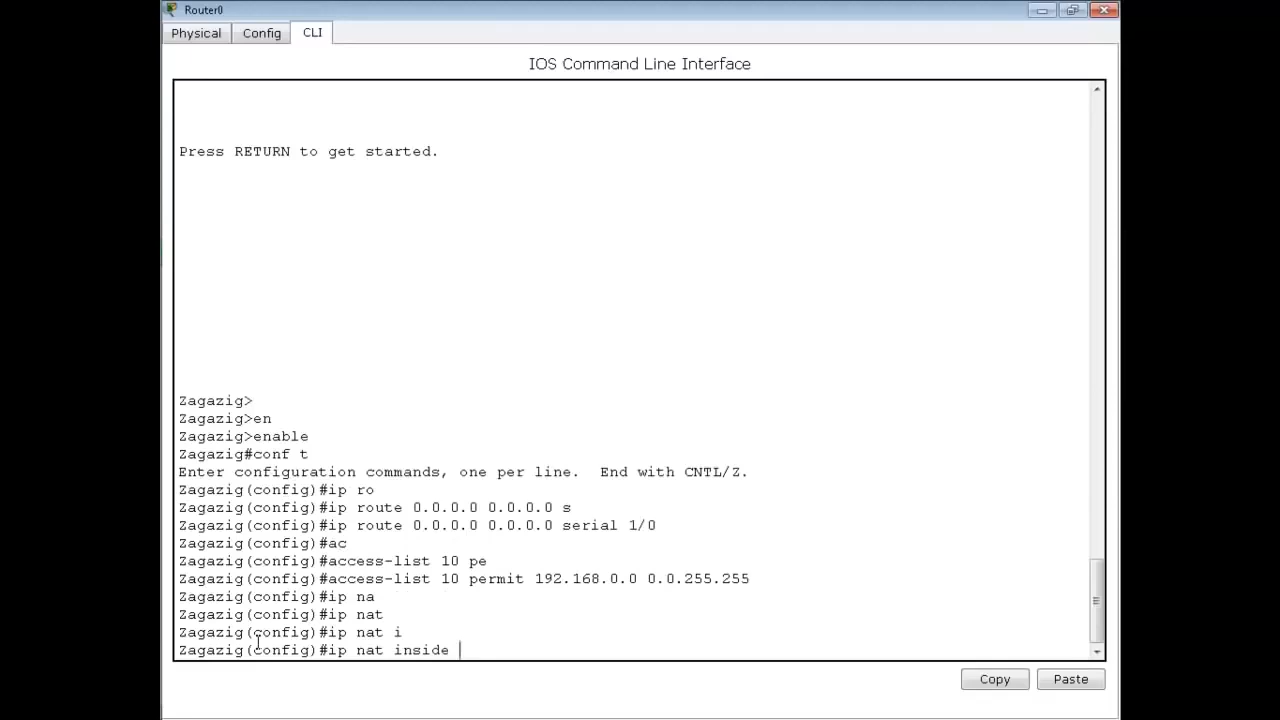 Router0
Physical Config CLI
IOS Command Line Interface
Press RETURN to get started.
Zagazig>
Zagazig>en
Zagazig>enable
Zagazig#conf t
Enter configuration commands, one per line.  End with CNTL/Z.
Zagazig(config)#ip ro
Zagazig(config)#ip route 0.0.0.0 0.0.0.0 s
Zagazig(config)#ip route 0.0.0.0 0.0.0.0 serial 1/0
Zagazig(config)#ac
Zagazig(config)#access-list 10 pe
Zagazig(config)#access-list 10 permit 192.168.0.0 0.0.255.255
Zagazig(config)#ip na
Zagazig(config)#ip nat
Zagazig(config)#ip nat i
Zagazig(config)#ip nat inside
Copy Paste